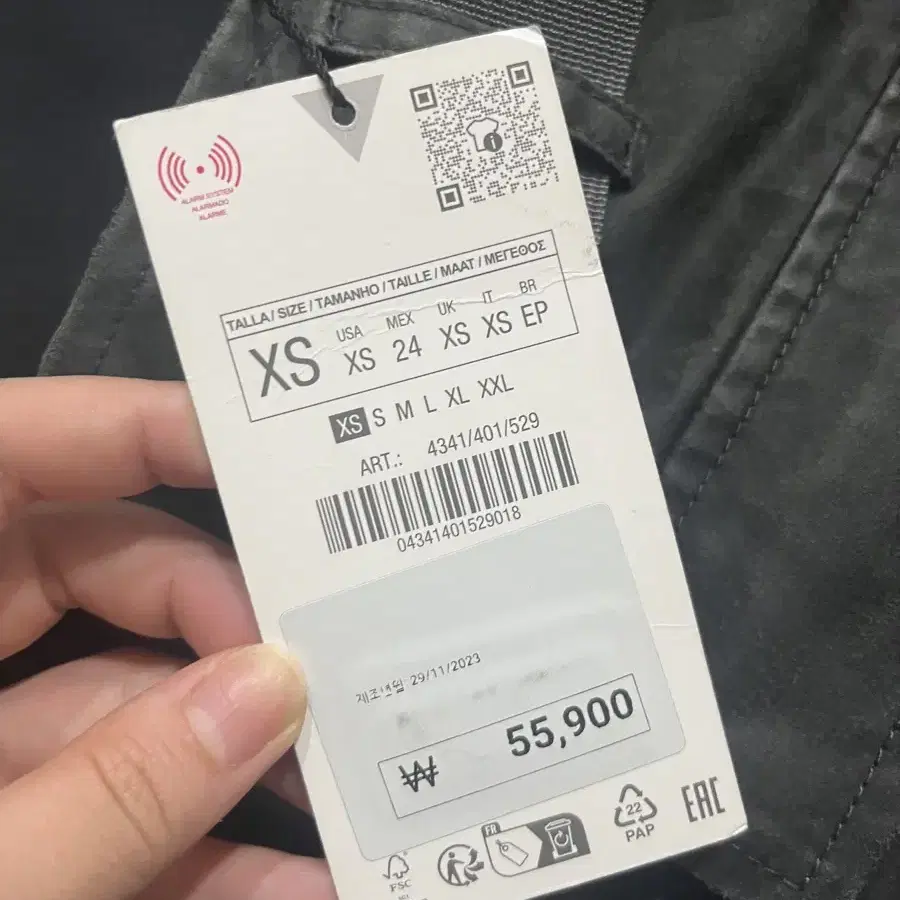 ALARM SYSTEM
ALARMADO
ALARME
TALLA / SIZE / TAMANHO / TAILLE / MAAT / ΜΕΓΕΘΟΣ
XS USA MEX UK IT BR
XS 24 XS XS EP
XS S M L XL XXL
ART.: 4341/401/529
04341401529018
제조년월 29/11/2023
₩ 55,900
FR
22
PAP
EAC
FSC